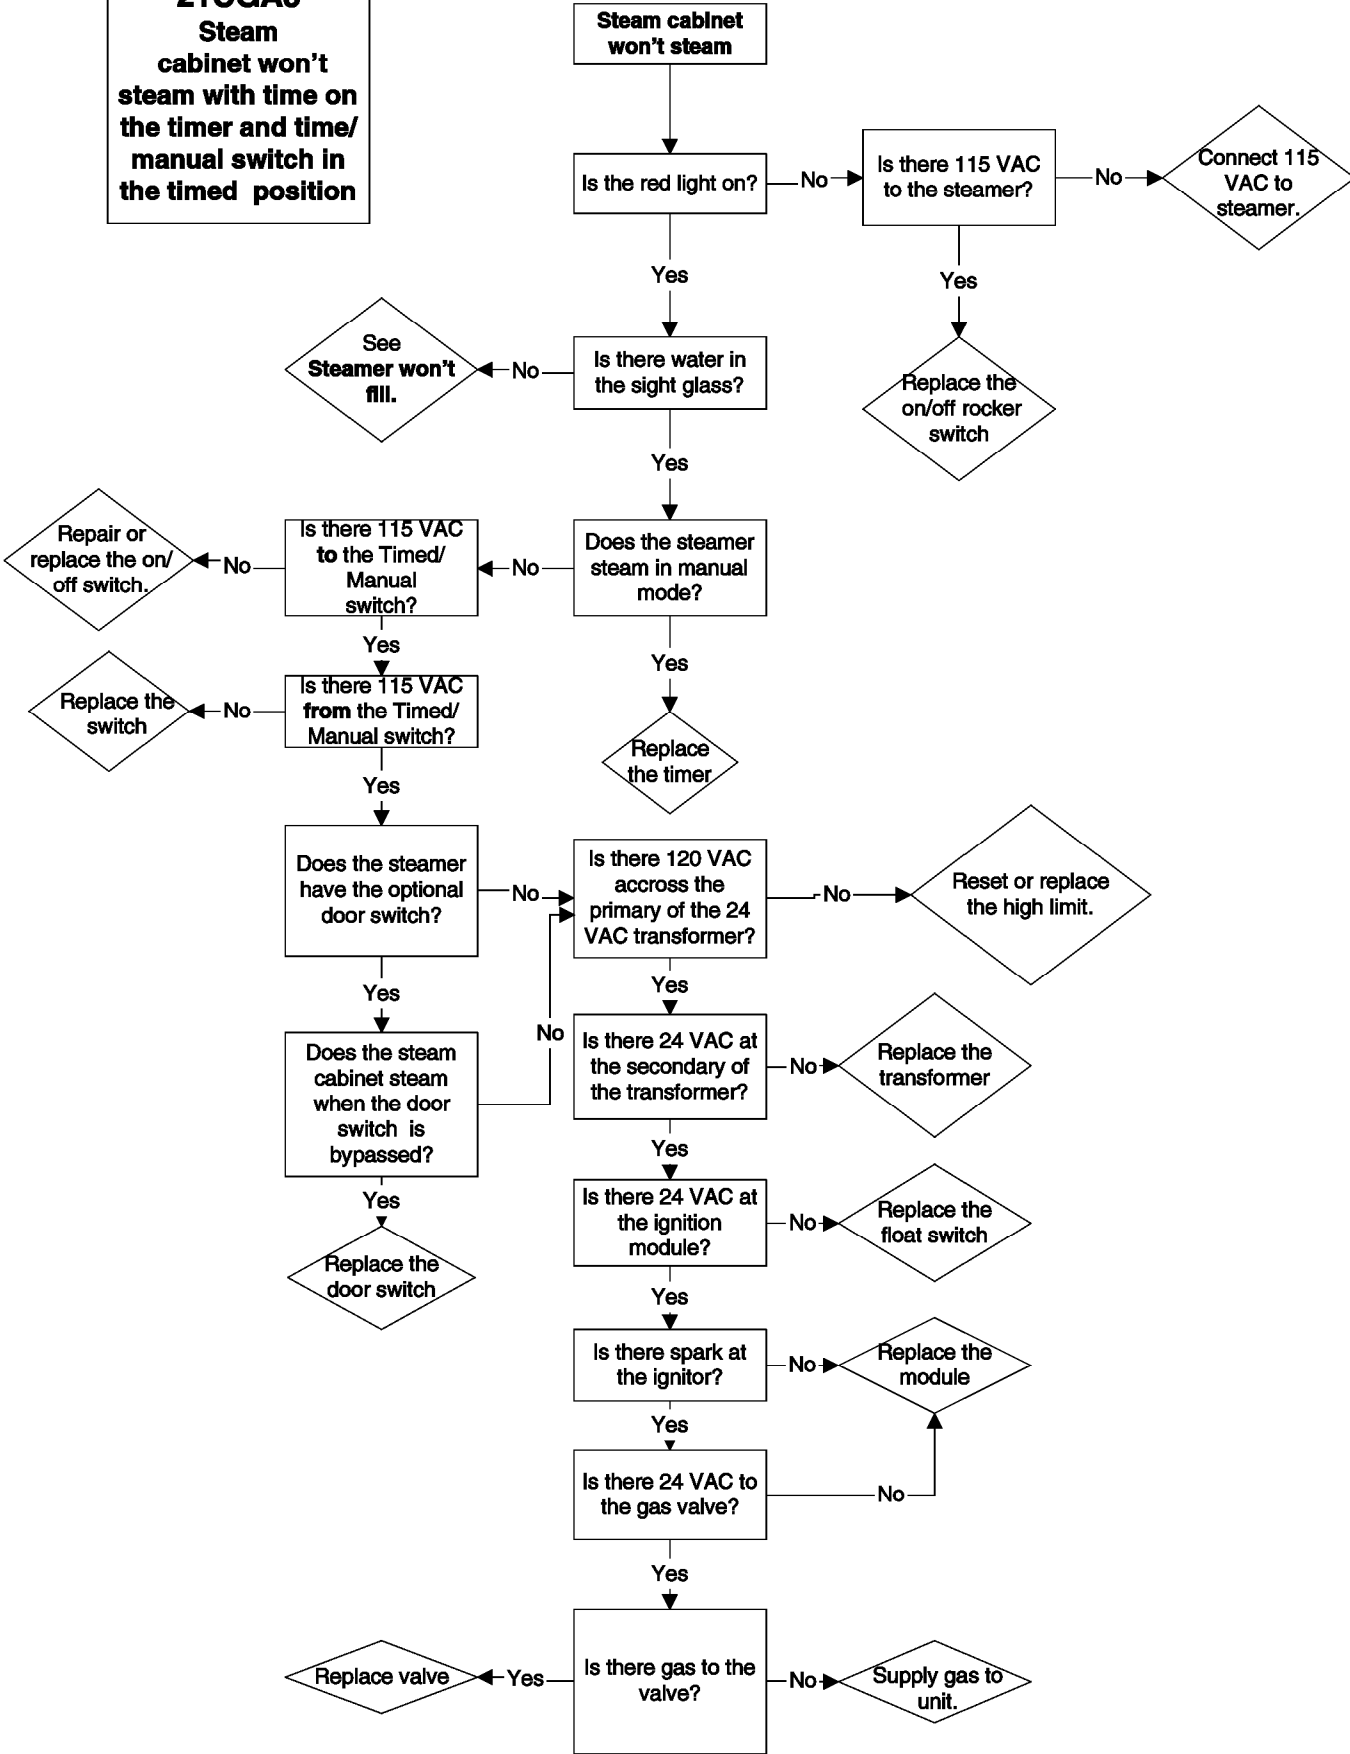 Steam
cabinet won't
steam with time on
the timer and time/
manual switch in
the timed position
Steam cabinet
won't steam
Is the red light on?
No
Is there 115 VAC
to the steamer?
No
Connect 115
VAC to
steamer.
Yes
Yes
Replace the
on/off rocker
switch
Is there water in
the sight glass?
No
See
Steamer won't
fill.
Yes
Does the steamer
steam in manual
mode?
No
Is there 115 VAC
to the Timed/
Manual
switch?
No
Repair or
replace the on/
off switch.
Yes
Yes
Replace
the timer
Is there 115 VAC
from the Timed/
Manual switch?
No
Replace the
switch
Yes
Does the steamer
have the optional
door switch?
No
Is there 120 VAC
accross the
primary of the 24
VAC transformer?
No
Reset or replace
the high limit.
Yes
Yes
Does the steam
cabinet steam
when the door
switch is
bypassed?
No
Yes
Replace the
door switch
Is there 24 VAC at
the secondary of
the transformer?
No
Replace the
transformer
Yes
Is there 24 VAC at
the ignition
module?
No
Replace the
float switch
Yes
Is there spark at
the ignitor?
No
Replace the
module
Yes
Is there 24 VAC to
the gas valve?
No
Yes
Is there gas to the
valve?
Yes
Replace valve
No
Supply gas to
unit.